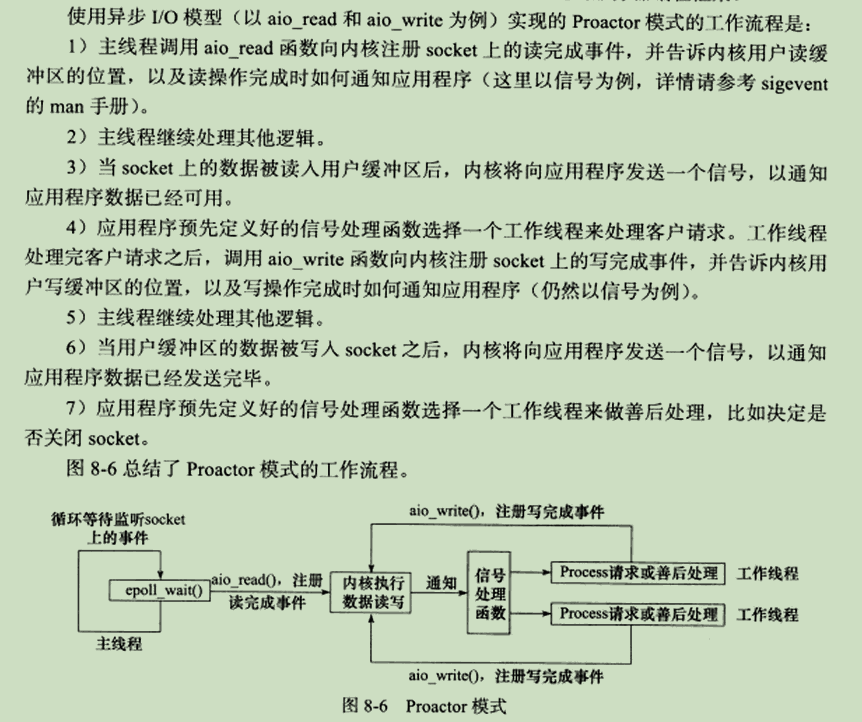 使用异步 I/O 模型（以 aio_read 和 aio_write 为例）实现的 Proactor 模式的工作流程是：
1）主线程调用 aio_read 函数向内核注册 socket 上的读完成事件，并告诉内核用户读缓
冲区的位置，以及读操作完成时如何通知应用程序（这里以信号为例，详情请参考 sigevent
的 man 手册）。
2）主线程继续处理其他逻辑。
3）当 socket 上的数据被读入用户缓冲区后，内核将向应用程序发送一个信号，以通知
应用程序数据已经可用。
4）应用程序预先定义好的信号处理函数选择一个工作线程来处理客户请求。工作线程
处理完客户请求之后，调用 aio_write 函数向内核注册 socket 上的写完成事件，并告诉内核用
户写缓冲区的位置，以及写操作完成时如何通知应用程序（仍然以信号为例）。
5）主线程继续处理其他逻辑。
6）当用户缓冲区的数据被写入 socket 之后，内核将向应用程序发送一个信号，以通知
应用程序数据已经发送完毕。
7）应用程序预先定义好的信号处理函数选择一个工作线程来做善后处理，比如决定是
否关闭 socket。
图 8-6 总结了 Proactor 模式的工作流程。
aio_write()，注册写完成事件
循环等待监听socket
上的事件
epoll_wait()
主线程
aio_read()，注册
读完成事件
内核执行
数据读写
通知
信号
处理
函数
Process请求或善后处理
工作线程
Process请求或善后处理
工作线程
aio_write()，注册写完成事件
图 8-6 Proactor 模式